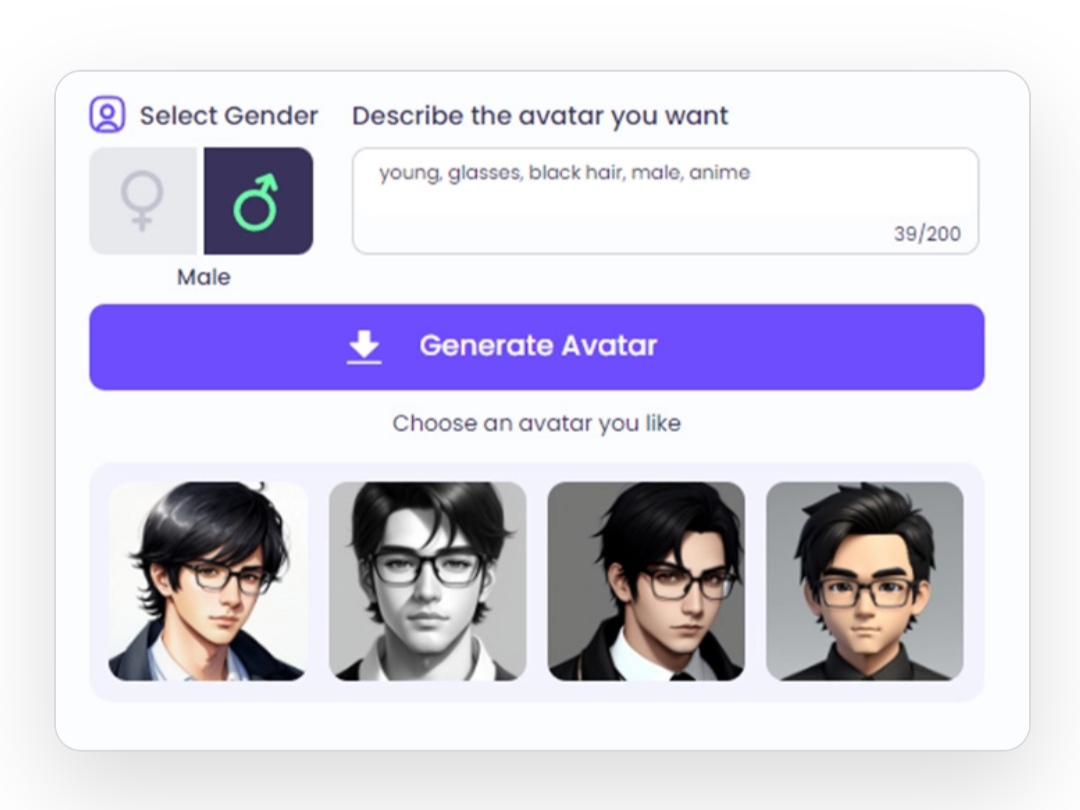 Select Gender
Describe the avatar you want
young, glasses, black hair, male, anime
39/200
Male
Generate Avatar
Choose an avatar you like